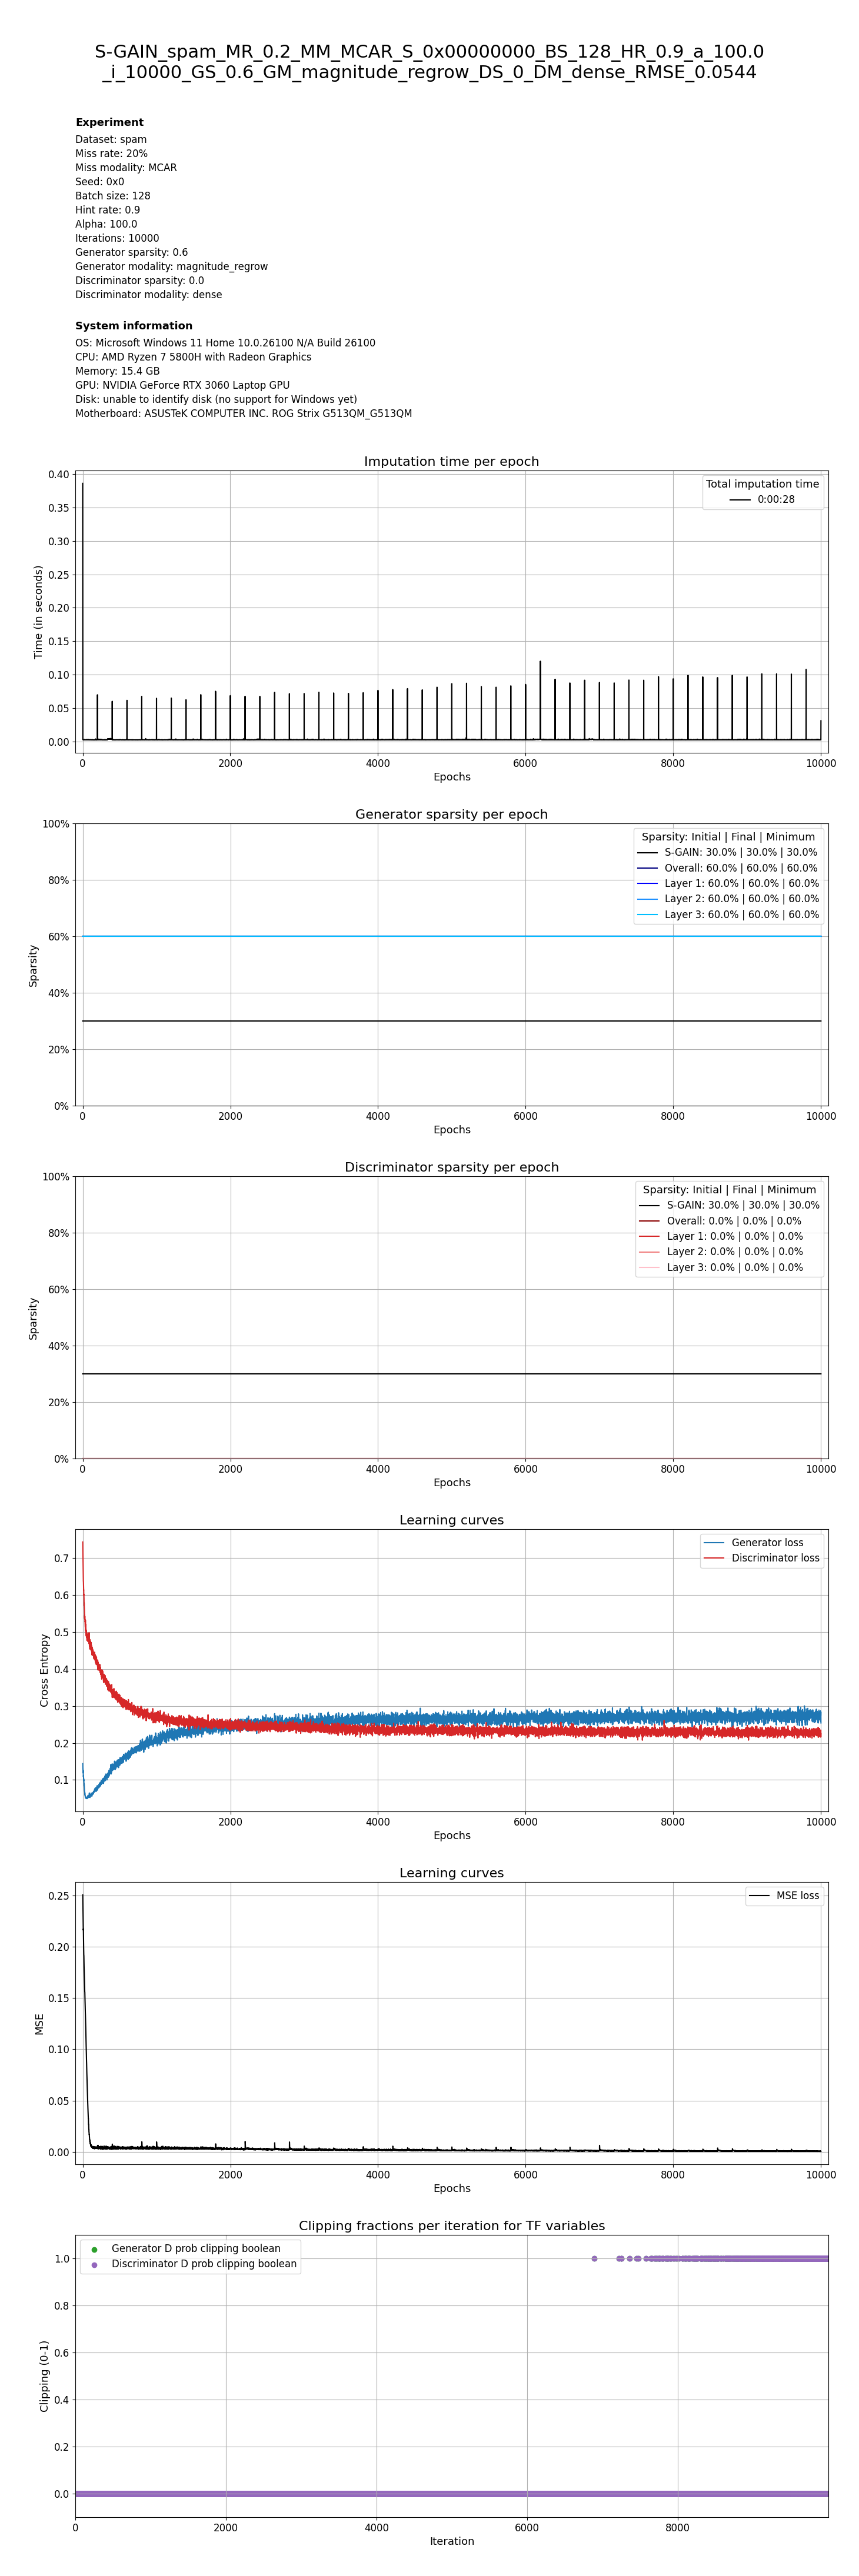 S-GAIN_spam_MR_0.2_MM_MCAR_S_0x00000000_BS_128_HR_0.9_a_100.0
_i_10000_GS_0.6_GM_magnitude_regrow_DS_0_DM_dense_RMSE_0.0544
Experiment
Dataset: spam
Miss rate: 20%
Miss modality: MCAR
Seed: 0x0
Batch size: 128
Hint rate: 0.9
Alpha: 100.0
Iterations: 10000
Generator sparsity: 0.6
Generator modality: magnitude_regrow
Discriminator sparsity: 0.0
Discriminator modality: dense
System information
OS: Microsoft Windows 11 Home 10.0.26100 N/A Build 26100
CPU: AMD Ryzen 7 5800H with Radeon Graphics
Memory: 15.4 GB
GPU: NVIDIA GeForce RTX 3060 Laptop GPU
Disk: unable to identify disk (no support for Windows yet)
Motherboard: ASUSTeK COMPUTER INC. ROG Strix G513QM_G513QM
Imputation time per epoch
Total imputation time
0:00:28
Time (in seconds)
0.40
0.35
0.30
0.25
0.20
0.15
0.10
0.05
0.00
0 2000 4000 6000 8000 10000
Epochs
Generator sparsity per epoch
Sparsity: Initial | Final | Minimum
S-GAIN: 30.0% | 30.0% | 30.0%
Overall: 60.0% | 60.0% | 60.0%
Layer 1: 60.0% | 60.0% | 60.0%
Layer 2: 60.0% | 60.0% | 60.0%
Layer 3: 60.0% | 60.0% | 60.0%
Sparsity
100%
80%
60%
40%
20%
0%
0 2000 4000 6000 8000 10000
Epochs
Discriminator sparsity per epoch
Sparsity: Initial | Final | Minimum
S-GAIN: 30.0% | 30.0% | 30.0%
Overall: 0.0% | 0.0% | 0.0%
Layer 1: 0.0% | 0.0% | 0.0%
Layer 2: 0.0% | 0.0% | 0.0%
Layer 3: 0.0% | 0.0% | 0.0%
Sparsity
100%
80%
60%
40%
20%
0%
0 2000 4000 6000 8000 10000
Epochs
Learning curves
Generator loss
Discriminator loss
Cross Entropy
0.7
0.6
0.5
0.4
0.3
0.2
0.1
0 2000 4000 6000 8000 10000
Epochs
Learning curves
MSE loss
MSE
0.25
0.20
0.15
0.10
0.05
0.00
0 2000 4000 6000 8000 10000
Epochs
Clipping fractions per iteration for TF variables
Generator D prob clipping boolean
Discriminator D prob clipping boolean
Clipping (0-1)
1.0
0.8
0.6
0.4
0.2
0.0
0 2000 4000 6000 8000
Iteration